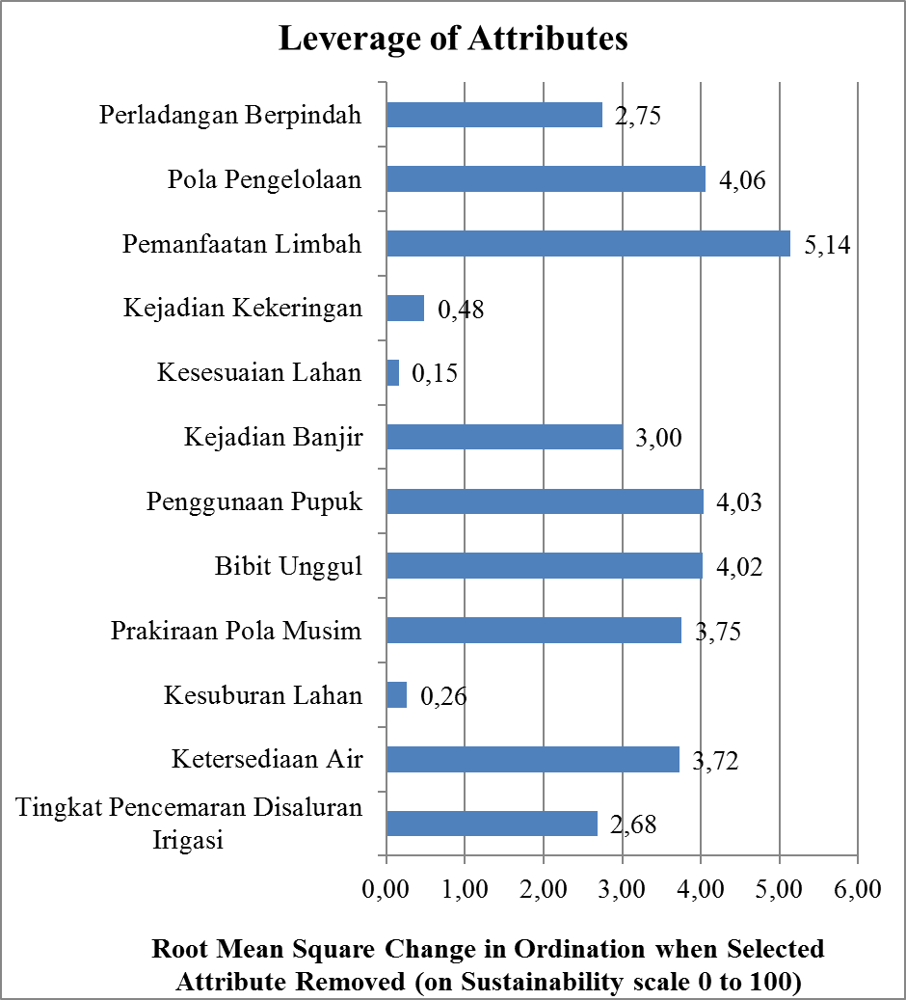 Leverage of Attributes
Perladangan Berpindah 2,75
Pola Pengelolaan 4,06
Pemanfaatan Limbah 5,14
Kejadian Kekeringan 0,48
Kesesuaian Lahan 0,15
Kejadian Banjir 3,00
Penggunaan Pupuk 4,03
Bibit Unggul 4,02
Prakiraan Pola Musim 3,75
Kesuburan Lahan 0,26
Ketersediaan Air 3,72
Tingkat Pencemaran Disaluran
Irigasi 2,68
0,00 1,00 2,00 3,00 4,00 5,00 6,00
Root Mean Square Change in Ordination when Selected
Attribute Removed (on Sustainability scale 0 to 100)